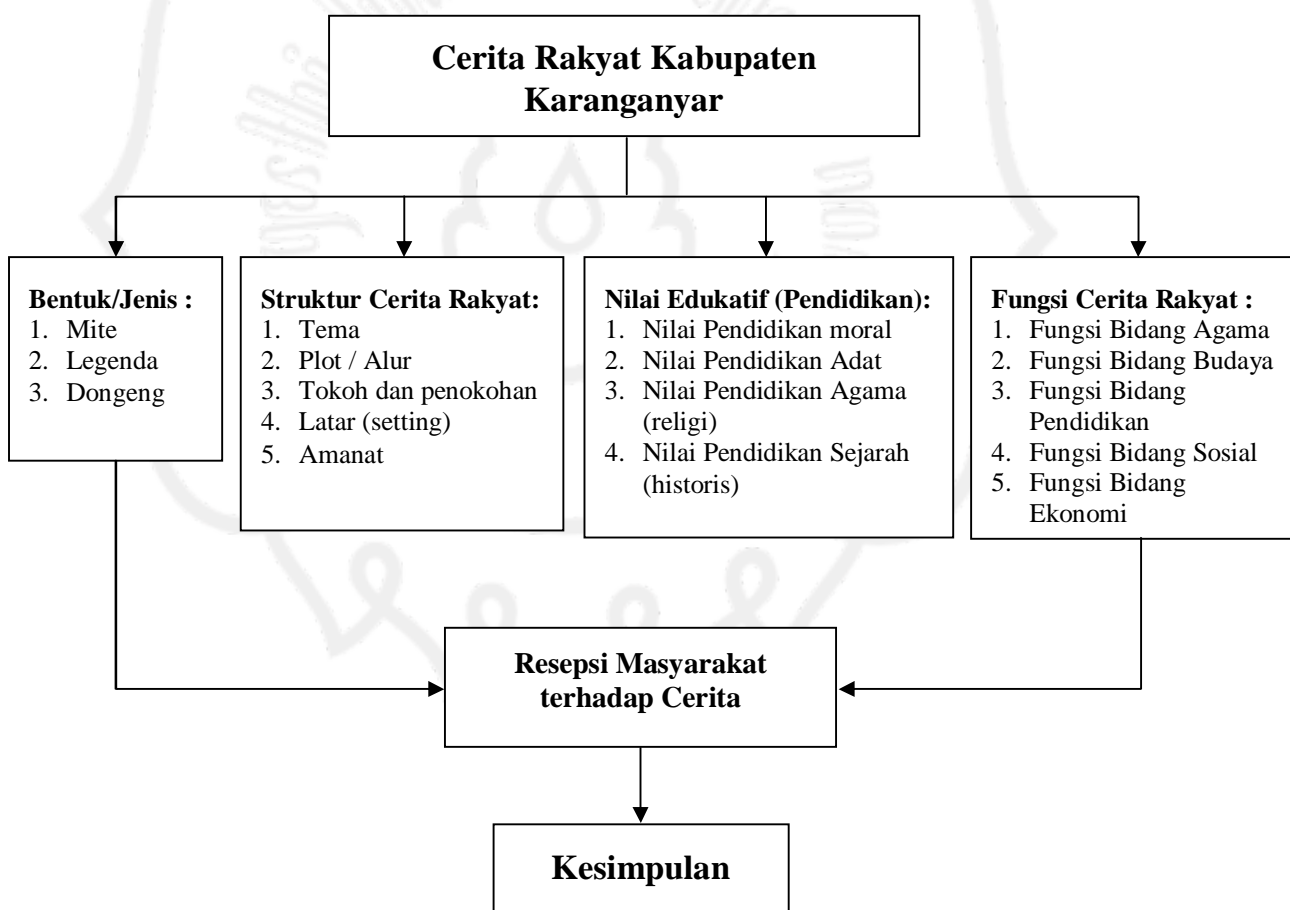 Cerita Rakyat Kabupaten
Karanganyar
Bentuk/Jenis :
1. Mite
2. Legenda
3. Dongeng
Struktur Cerita Rakyat:
1. Tema
2. Plot / Alur
3. Tokoh dan penokohan
4. Latar (setting)
5. Amanat
Nilai Edukatif (Pendidikan):
1. Nilai Pendidikan moral
2. Nilai Pendidikan Adat
3. Nilai Pendidikan Agama
(religi)
4. Nilai Pendidikan Sejarah
(historis)
Fungsi Cerita Rakyat :
1. Fungsi Bidang Agama
2. Fungsi Bidang Budaya
3. Fungsi Bidang
Pendidikan
4. Fungsi Bidang Sosial
5. Fungsi Bidang
Ekonomi
Resepsi Masyarakat
terhadap Cerita
Kesimpulan